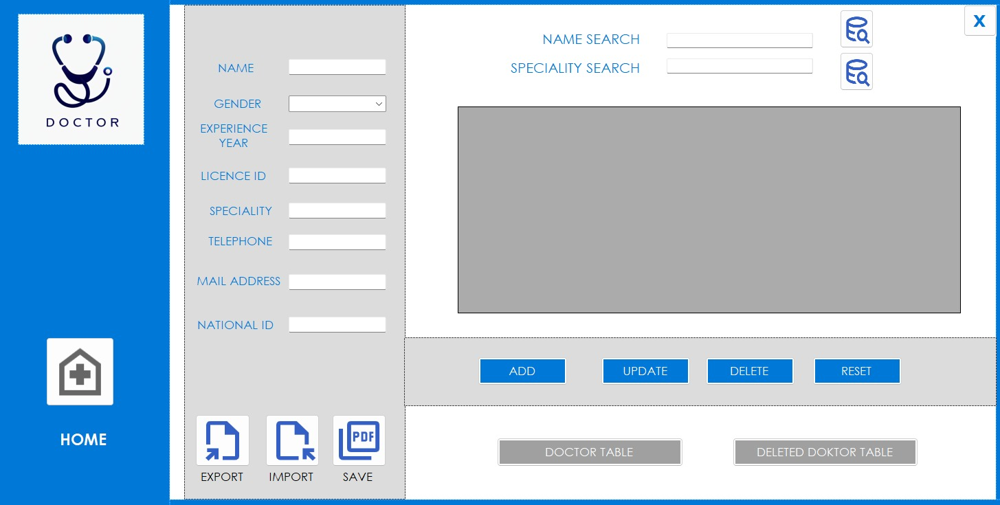 DOCTOR
HOME
NAME
GENDER
EXPERIENCE
YEAR
LICENCE ID
SPECIALITY
TELEPHONE
MAIL ADDRESS
NATIONAL ID
PDF
EXPORT
IMPORT
SAVE
NAME SEARCH
SPECIALITY SEARCH
X
ADD
UPDATE
DELETE
RESET
DOCTOR TABLE
DELETED DOKTOR TABLE